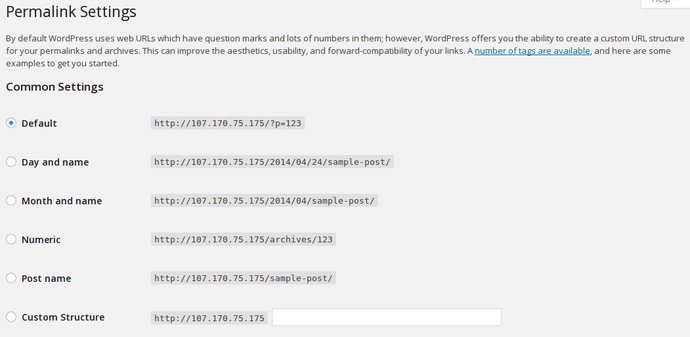 Help
Permalink Settings
By default WordPress uses web URLs which have question marks and lots of numbers in them; however, WordPress offers you the ability to create a custom URL structure
for your permalinks and archives. This can improve the aesthetics, usability, and forward-compatibility of your links. A number of tags are available, and here are some
examples to get you started.
Common Settings
Default http://107.170.75.175/?p=123
Day and name http://107.170.75.175/2014/04/24/sample-post/
Month and name http://107.170.75.175/2014/04/sample-post/
Numeric http://107.170.75.175/archives/123
Post name http://107.170.75.175/sample-post/
Custom Structure http://107.170.75.175